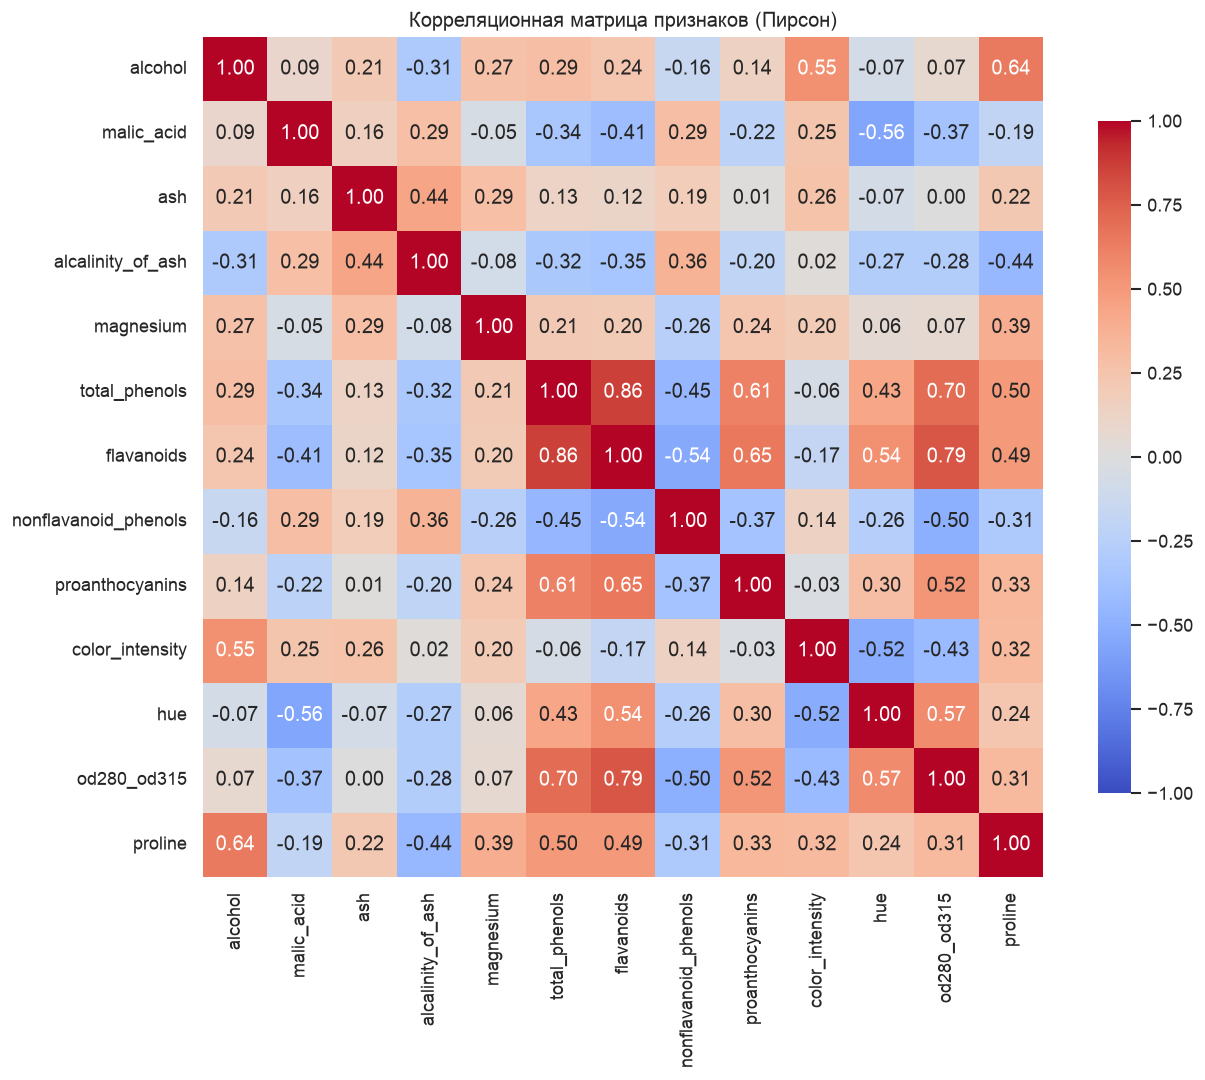 Корреляционная матрица признаков (Пирсон)
alcohol 1.00 0.09 0.21 -0.31 0.27 0.29 0.24 -0.16 0.14 0.55 -0.07 0.07 0.64
malic_acid 0.09 1.00 0.16 0.29 -0.05 -0.34 -0.41 0.29 -0.22 0.25 -0.56 -0.37 -0.19
ash 0.21 0.16 1.00 0.44 0.29 0.13 0.12 0.19 0.01 0.26 -0.07 0.00 0.22
alcalinity_of_ash -0.31 0.29 0.44 1.00 -0.08 -0.32 -0.35 0.36 -0.20 0.02 -0.27 -0.28 -0.44
magnesium 0.27 -0.05 0.29 -0.08 1.00 0.21 0.20 -0.26 0.24 0.20 0.06 0.07 0.39
total_phenols 0.29 -0.34 0.13 -0.32 0.21 1.00 0.86 -0.45 0.61 -0.06 0.43 0.70 0.50
flavanoids 0.24 -0.41 0.12 -0.35 0.20 0.86 1.00 -0.54 0.65 -0.17 0.54 0.79 0.49
nonflavanoid_phenols -0.16 0.29 0.19 0.36 -0.26 -0.45 -0.54 1.00 -0.37 0.14 -0.26 -0.50 -0.31
proanthocyanins 0.14 -0.22 0.01 -0.20 0.24 0.61 0.65 -0.37 1.00 -0.03 0.30 0.52 0.33
color_intensity 0.55 0.25 0.26 0.02 0.20 -0.06 -0.17 0.14 -0.03 1.00 -0.52 -0.43 0.32
hue -0.07 -0.56 -0.07 -0.27 0.06 0.43 0.54 -0.26 0.30 -0.52 1.00 0.57 0.24
od280_od315 0.07 -0.37 0.00 -0.28 0.07 0.70 0.79 -0.50 0.52 -0.43 0.57 1.00 0.31
proline 0.64 -0.19 0.22 -0.44 0.39 0.50 0.49 -0.31 0.33 0.32 0.24 0.31 1.00
alcohol
malic_acid
ash
alcalinity_of_ash
magnesium
total_phenols
flavanoids
nonflavanoid_phenols
proanthocyanins
color_intensity
hue
od280_od315
proline
1.00
0.75
0.50
0.25
0.00
−0.25
−0.50
−0.75
−1.00